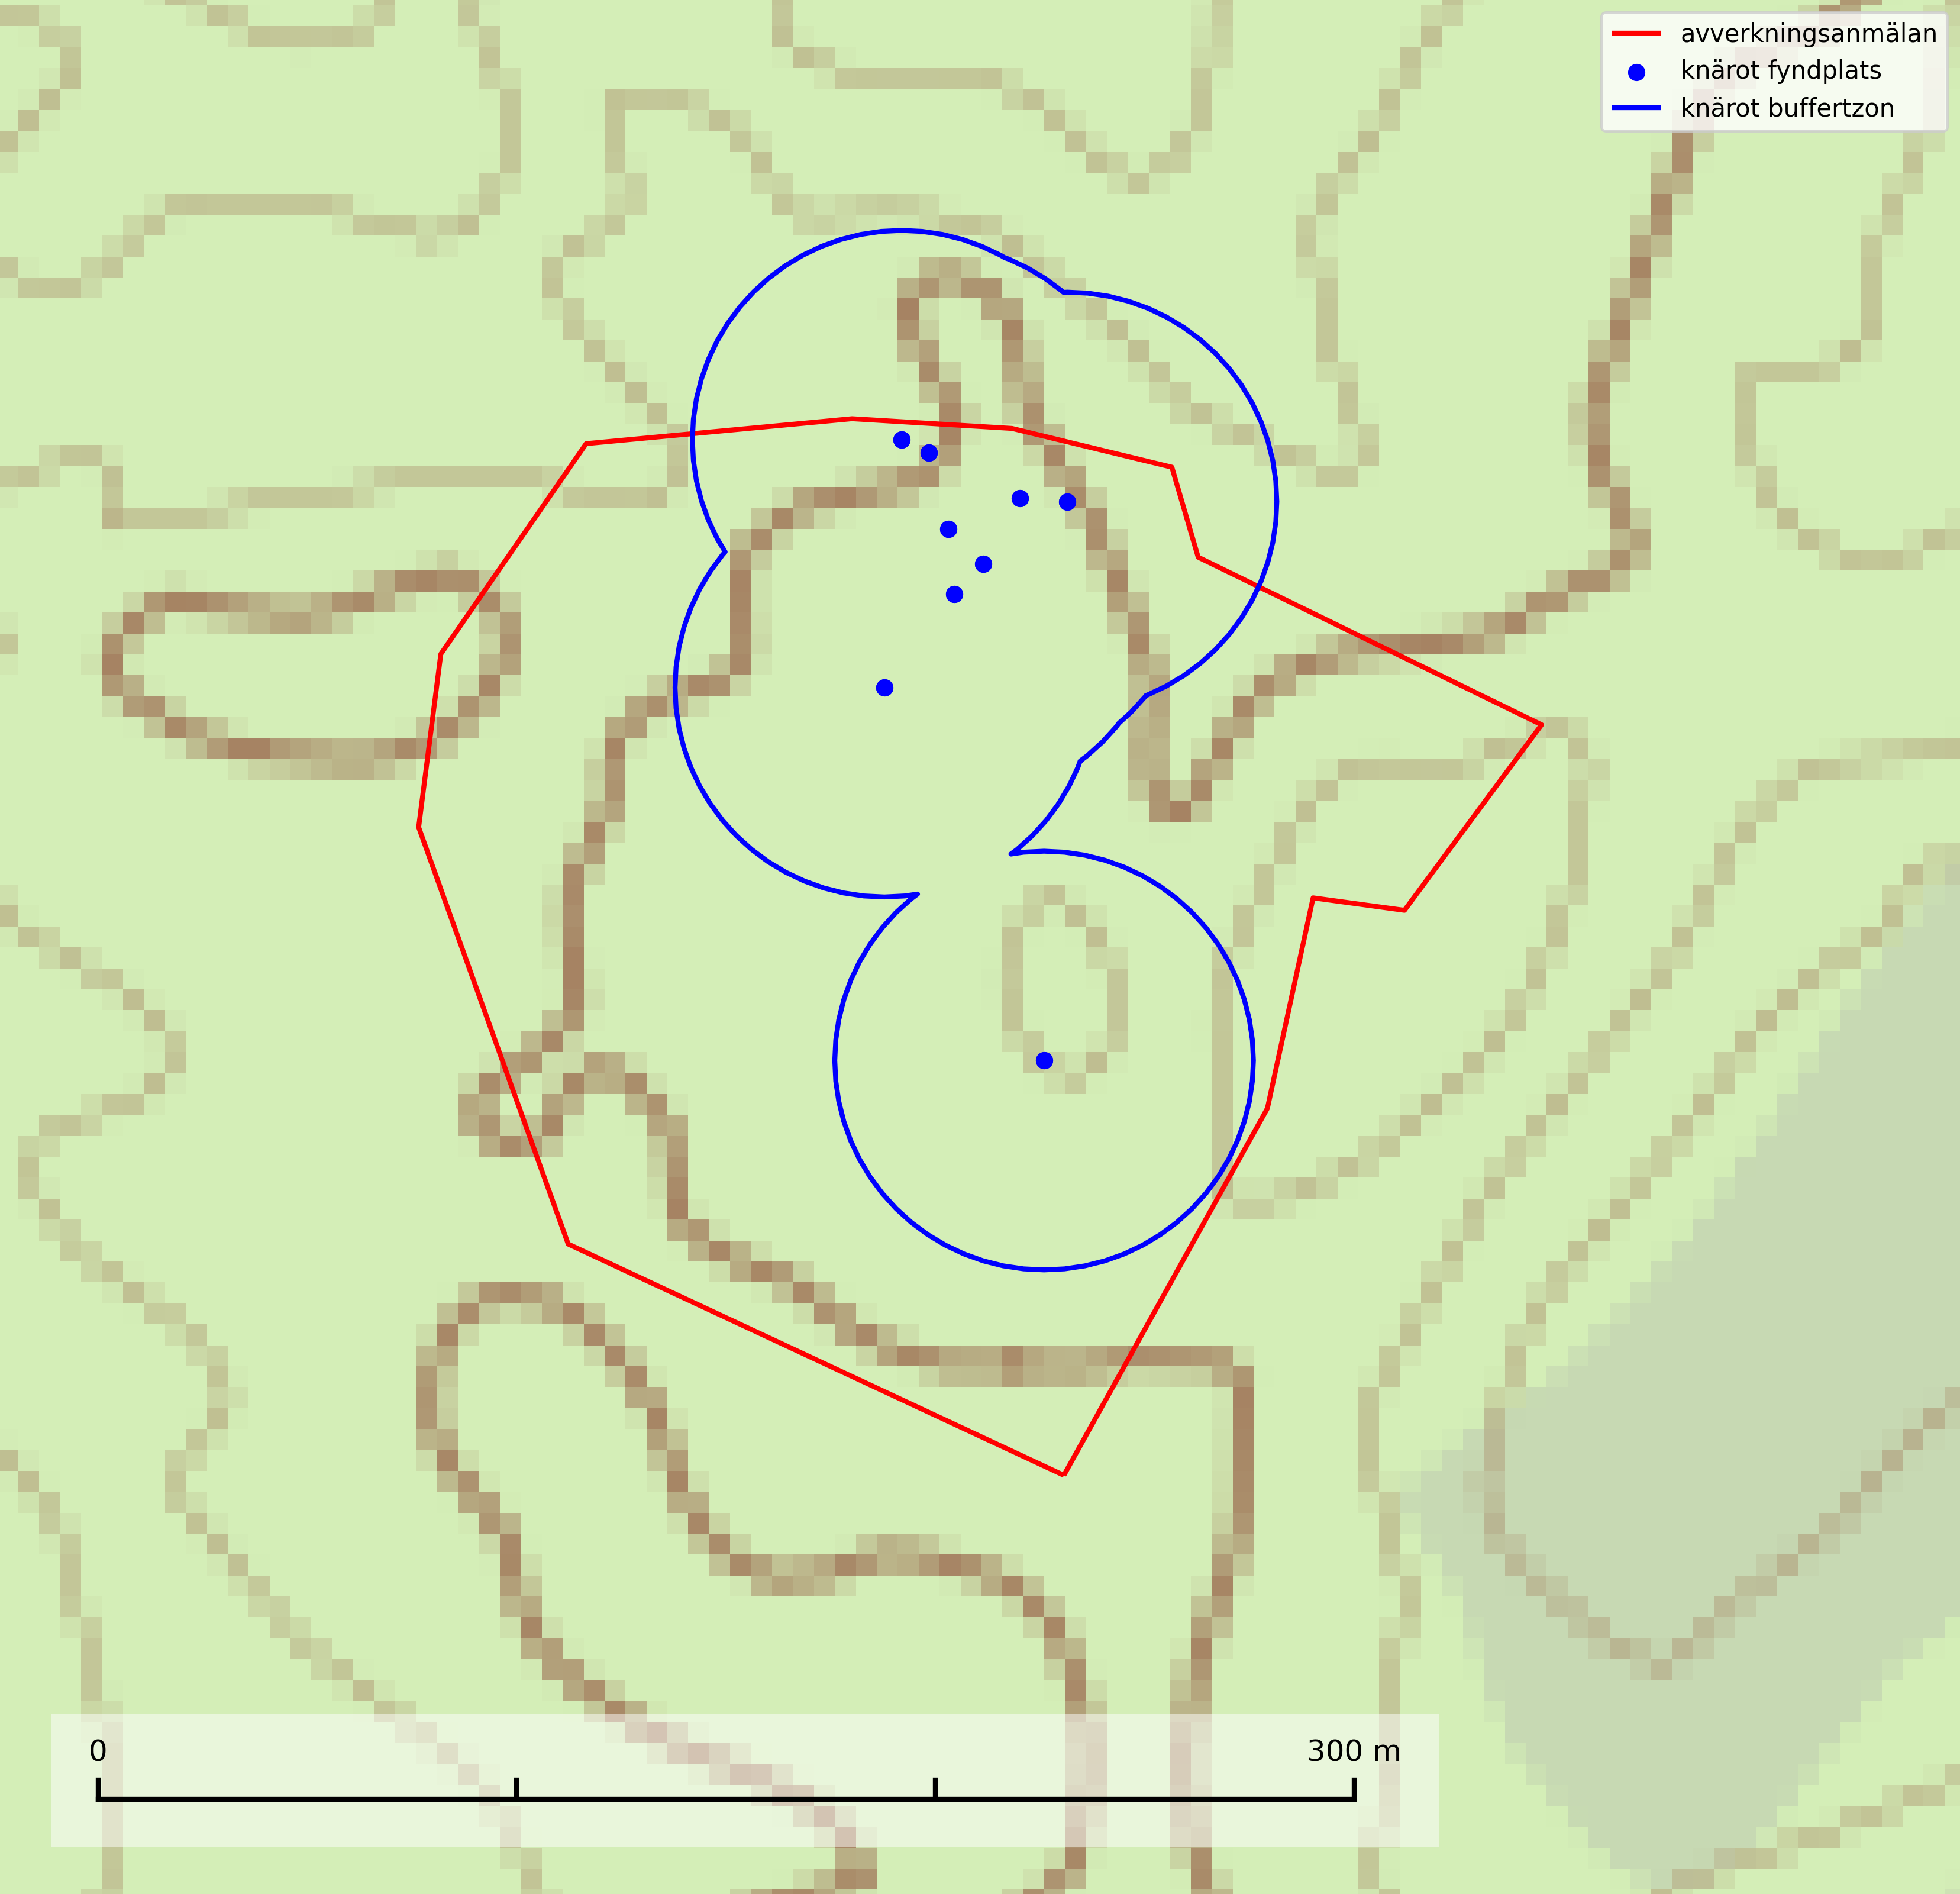 avverkningsanmälan
knärot fyndplats
knärot buffertzon
0 300 m